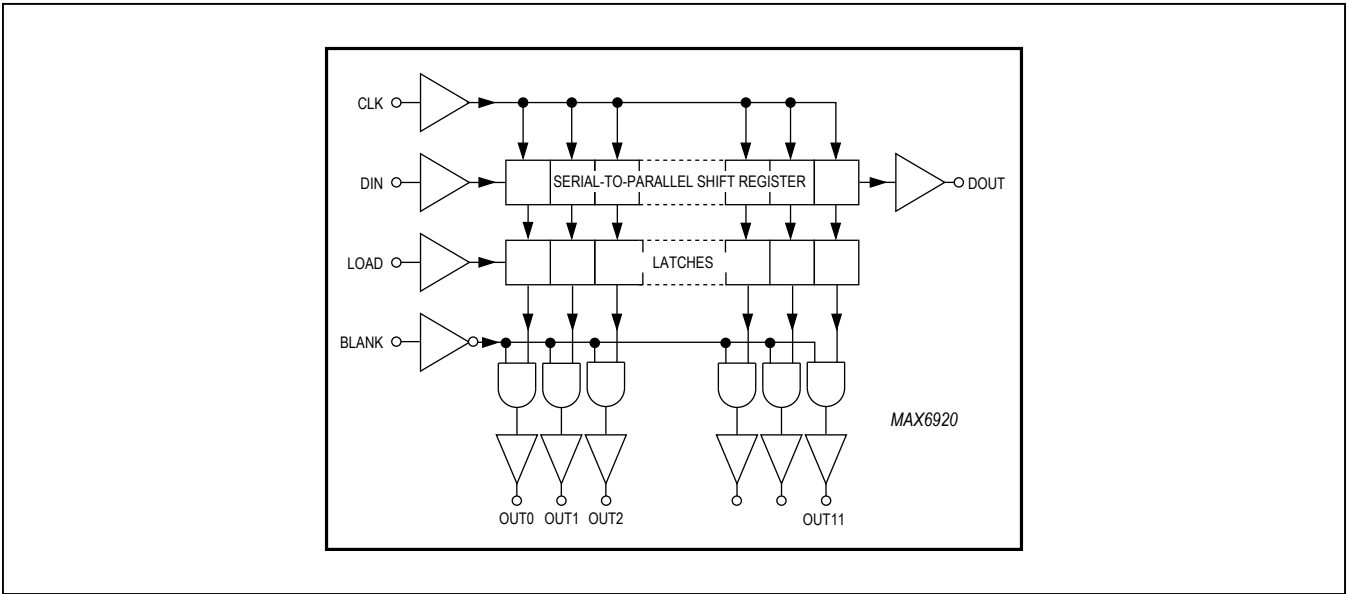 CLK
DIN
SERIAL-TO-PARALLEL SHIFT REGISTER
DOUT
LOAD
LATCHES
BLANK
MAX6920
OUT0
OUT1
OUT2
OUT11